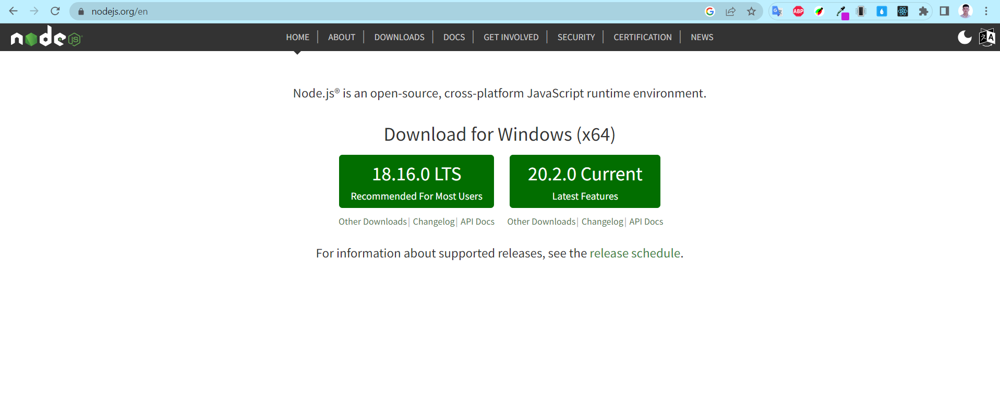 nodejs.org/en
ABP
node JS
HOME | ABOUT | DOWNLOADS | DOCS | GET INVOLVED | SECURITY | CERTIFICATION | NEWS
Node.js® is an open-source, cross-platform JavaScript runtime environment.
Download for Windows (x64)
18.16.0 LTS
Recommended For Most Users
20.2.0 Current
Latest Features
Other Downloads | Changelog | API Docs
Other Downloads | Changelog | API Docs
For information about supported releases, see the release schedule.